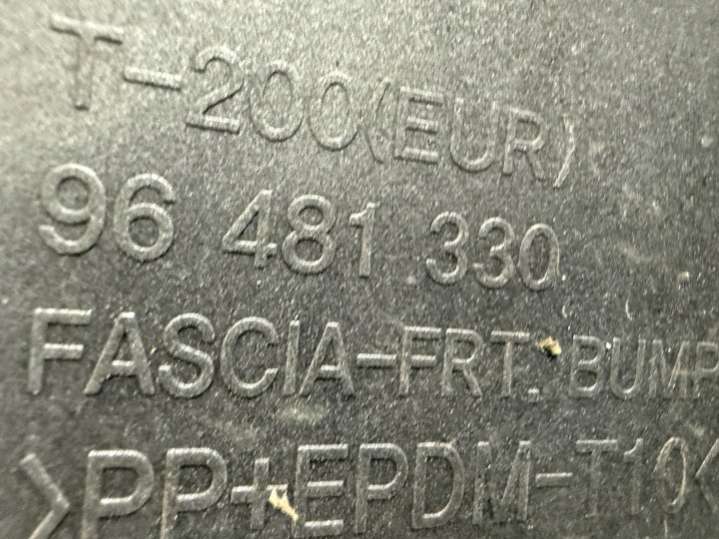 T-200(EUR)
96 481 330
FASCIA-FRT. BUMP
>PP+EPDM-T10<